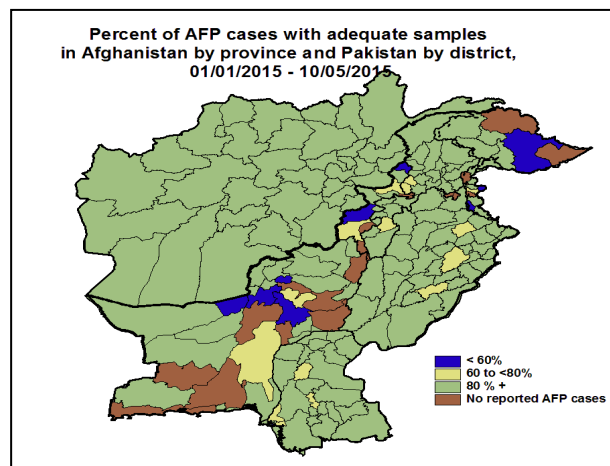 Percent of AFP cases with adequate samples
in Afghanistan by province and Pakistan by district,
01/01/2015 - 10/05/2015
< 60%
60 to <80%
80 % +
No reported AFP cases